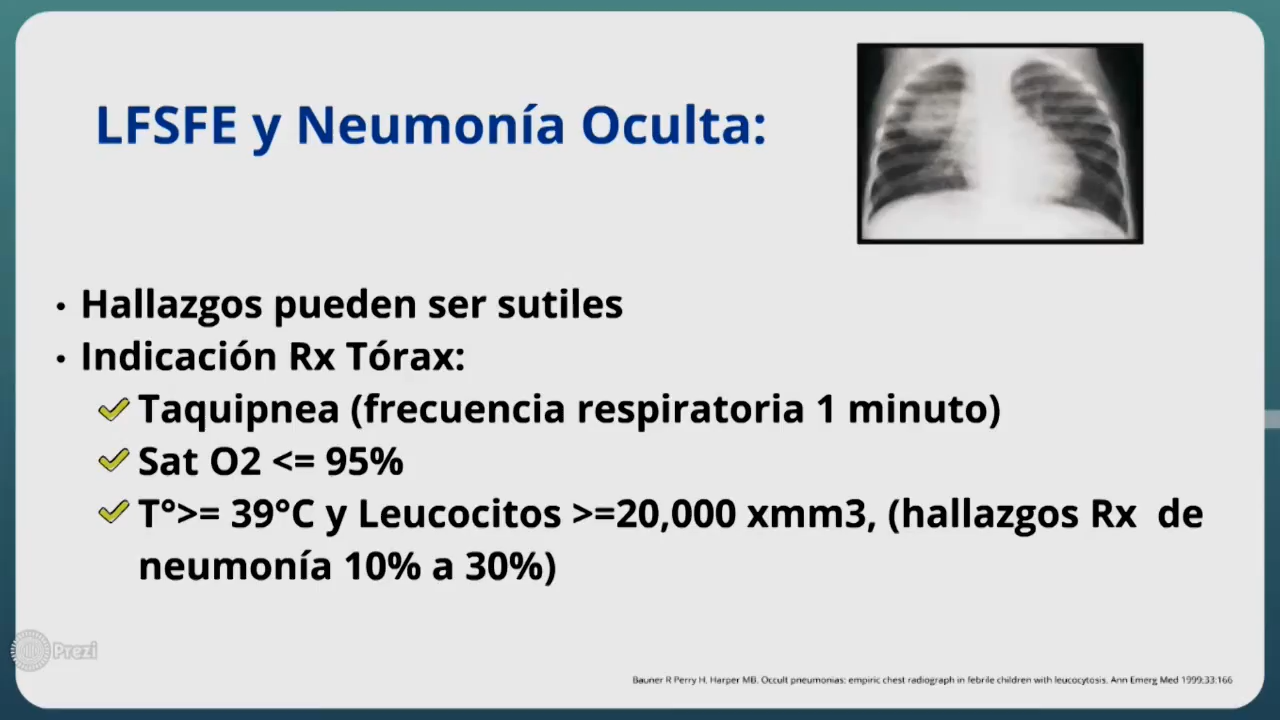 LFSFE y Neumonía Oculta:
• Hallazgos pueden ser sutiles
• Indicación Rx Tórax:
Taquipnea (frecuencia respiratoria 1 minuto)
Sat O2 <= 95%
T°>= 39°C y Leucocitos >=20,000 xmm3, (hallazgos Rx de
neumonía 10% a 30%)
Prezi
Bauner R Perry H, Harper MB. Occult pneumonias: empiric chest radiograph in febrile children with leucocytosis. Ann Emerg Med 1999;33:166